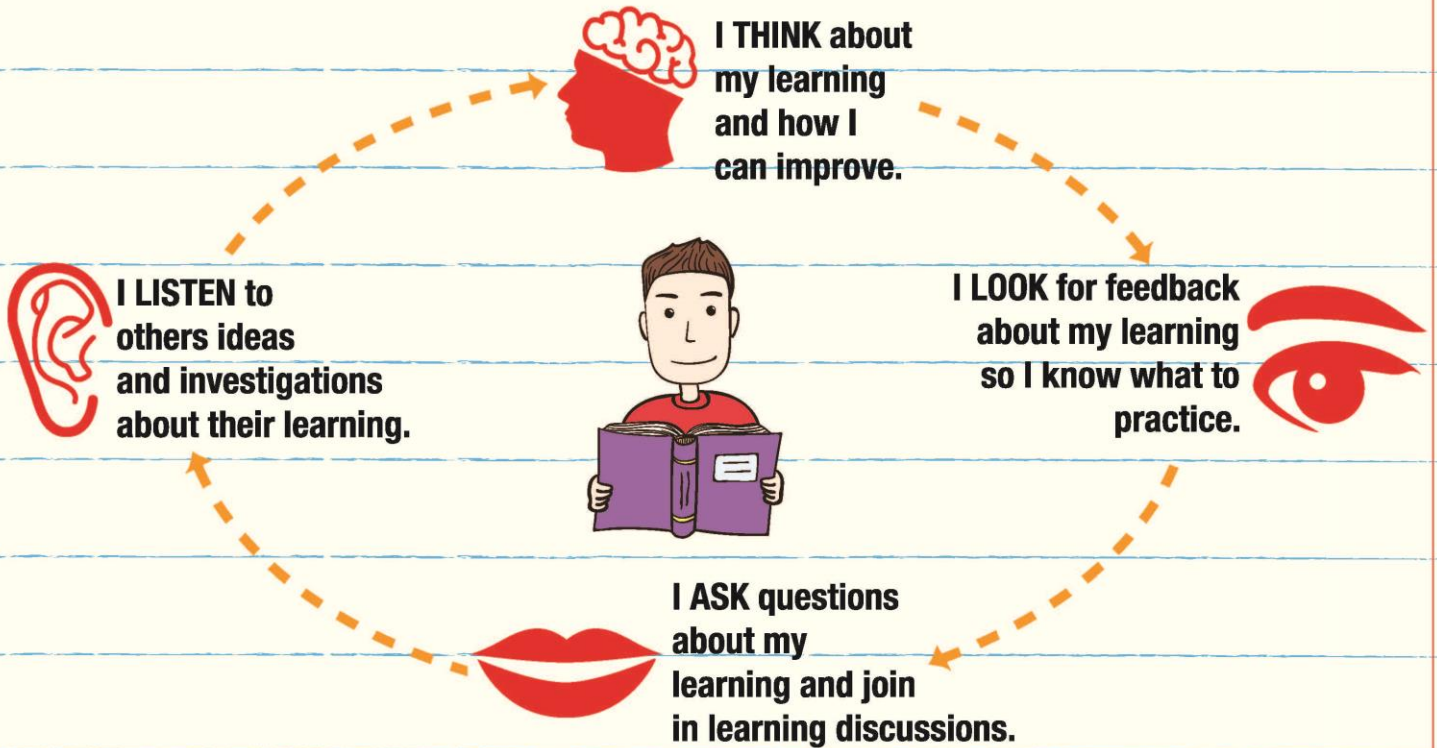 I THINK about
my learning
and how I
can improve.
I LOOK for feedback
about my learning
so I know what to
practice.
I ASK questions
about my
learning and join
in learning discussions.
I LISTEN to
others ideas
and investigations
about their learning.